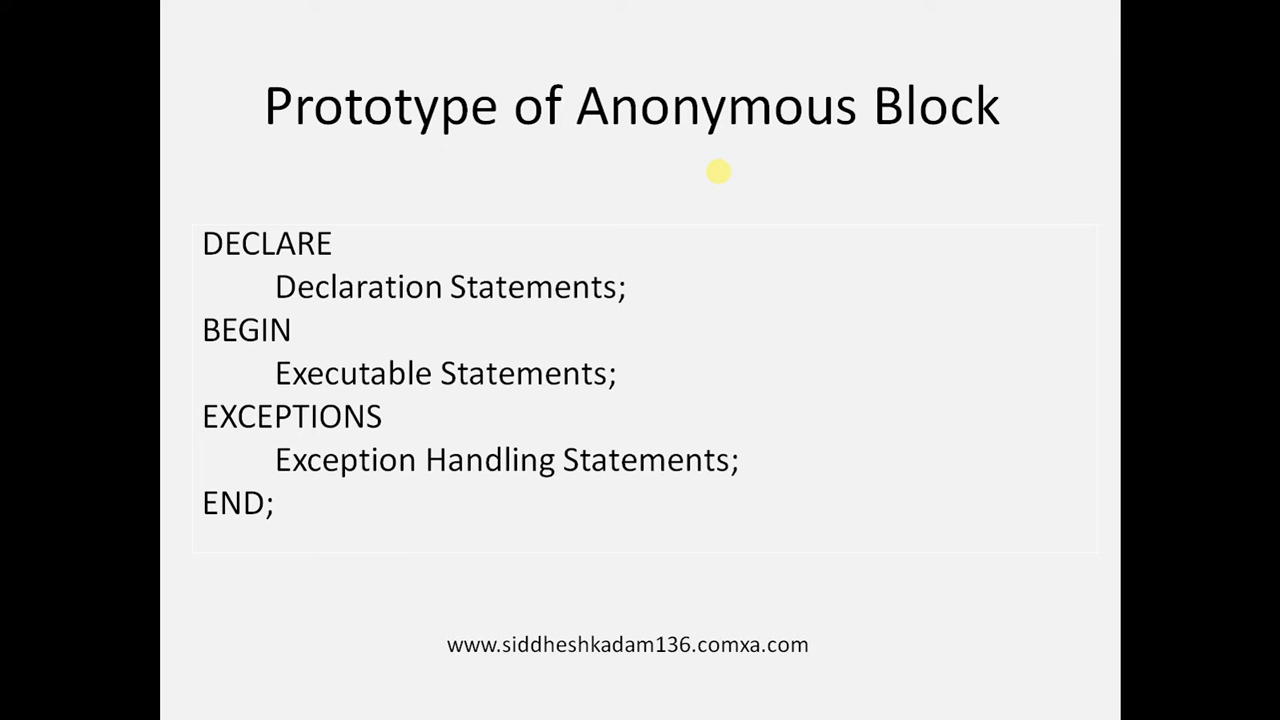 Prototype of Anonymous Block
DECLARE
Declaration Statements;
BEGIN
Executable Statements;
EXCEPTIONS
Exception Handling Statements;
END;
www.siddheshkadam136.comxa.com